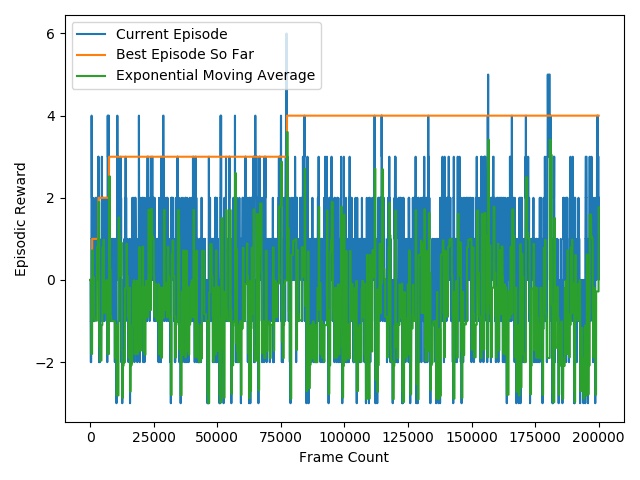 Current Episode
Best Episode So Far
Exponential Moving Average
Episodic Reward
6
4
2
0
−2
0 25000 50000 75000 100000 125000 150000 175000 200000
Frame Count